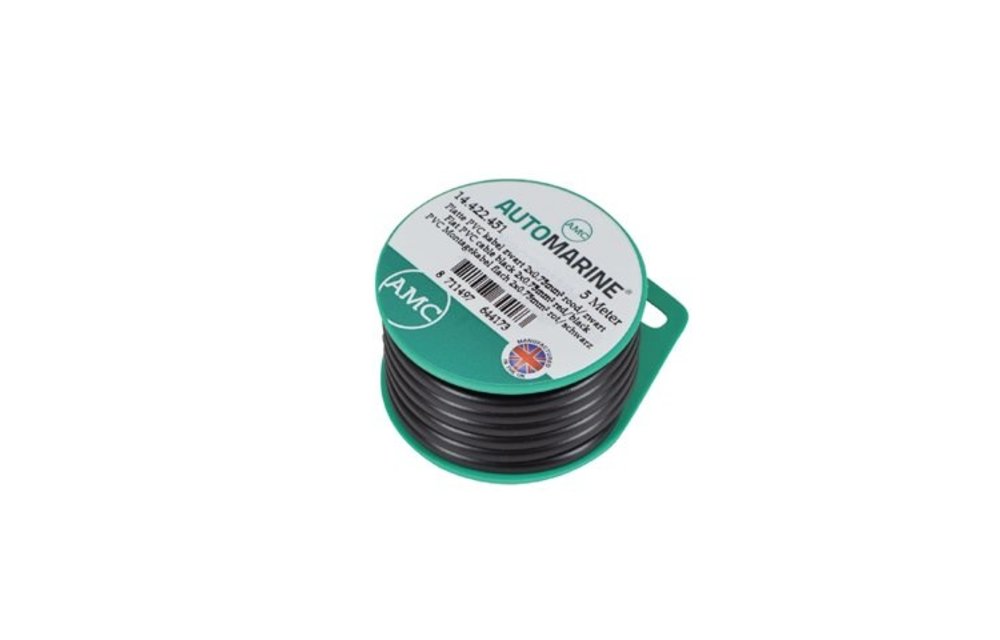 AMC
AUTOMARINE®
14.422.451
5 Meter
Platte PVC kabel zwart 2x0.75mm² rood/zwart
Flat PVC cable black 2x0.75mm² red/black
PVC Montagekabel flach 2x0.75mm² rot/schwarz
8 711497 644173
AMC
MANUFACTURED
IN THE UK